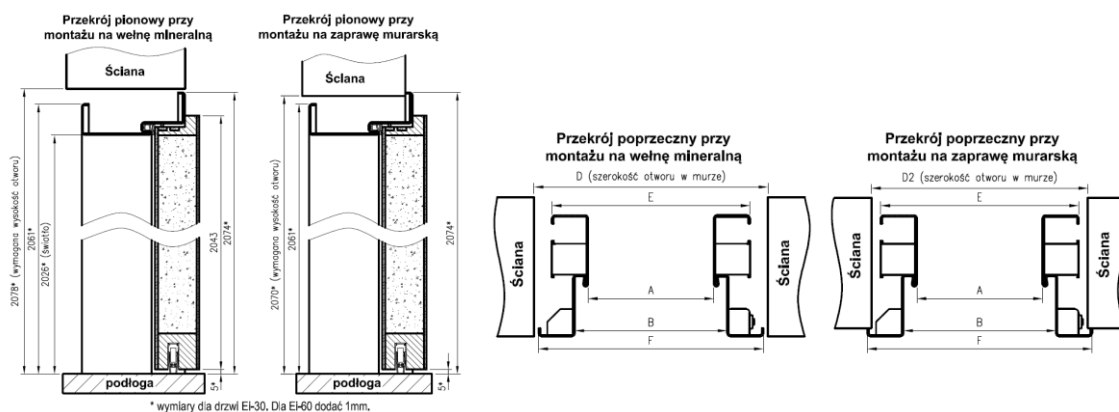 Przekrój pionowy przy
montażu na wełnę mineralną
Ściana
2078* (wymagana wysokość otworu)
2061*
2026* (światło)
2043
2074*
5*
podłoga
Przekrój pionowy przy
montażu na zaprawę murarską
Ściana
2070* (wymagana wysokość otworu)
2061*
2074*
5*
podłoga
* wymiary dla drzwi EI-30. Dla EI-60 dodać 1mm.
Przekrój poprzeczny przy
montażu na wełnę mineralną
D (szerokość otworu w murze)
E
Ściana
Ściana
A
B
F
Przekrój poprzeczny przy
montażu na zaprawę murarską
D2 (szerokość otworu w murze)
E
Ściana
Ściana
A
B
F